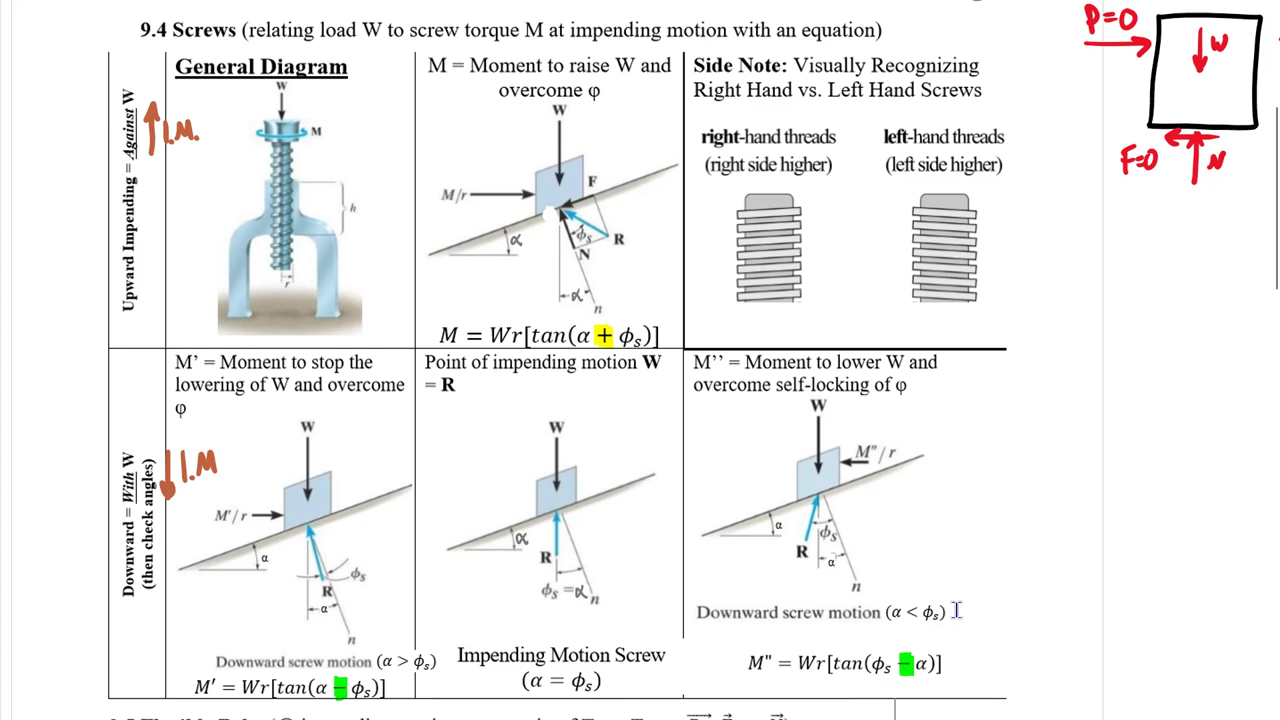 9.4 Screws (relating load W to screw torque M at impending motion with an equation)
P=0
W
F=0
N
Upward Impending = Against W
I.M.
General Diagram
W
M
h
r
M = Moment to raise W and
overcome φ
W
M/r
F
ϕs
R
N
α
α
n
M = Wr[tan(α + ϕs)]
Side Note: Visually Recognizing
Right Hand vs. Left Hand Screws
right-hand threads
(right side higher)
left-hand threads
(left side higher)
Downward = With W
(then check angles)
I.M
M’ = Moment to stop the
lowering of W and overcome
φ
W
M'/r
α
ϕs
R
α
n
Downward screw motion (α > ϕs)
M' = Wr[tan(α − ϕs)]
Point of impending motion W
= R
W
α
R
ϕs =α
n
Impending Motion Screw
(α = ϕs)
M’’ = Moment to lower W and
overcome self-locking of φ
W
M"/r
α
ϕs
R
α
n
Downward screw motion (α < ϕs)
M" = Wr[tan(ϕs − α)]